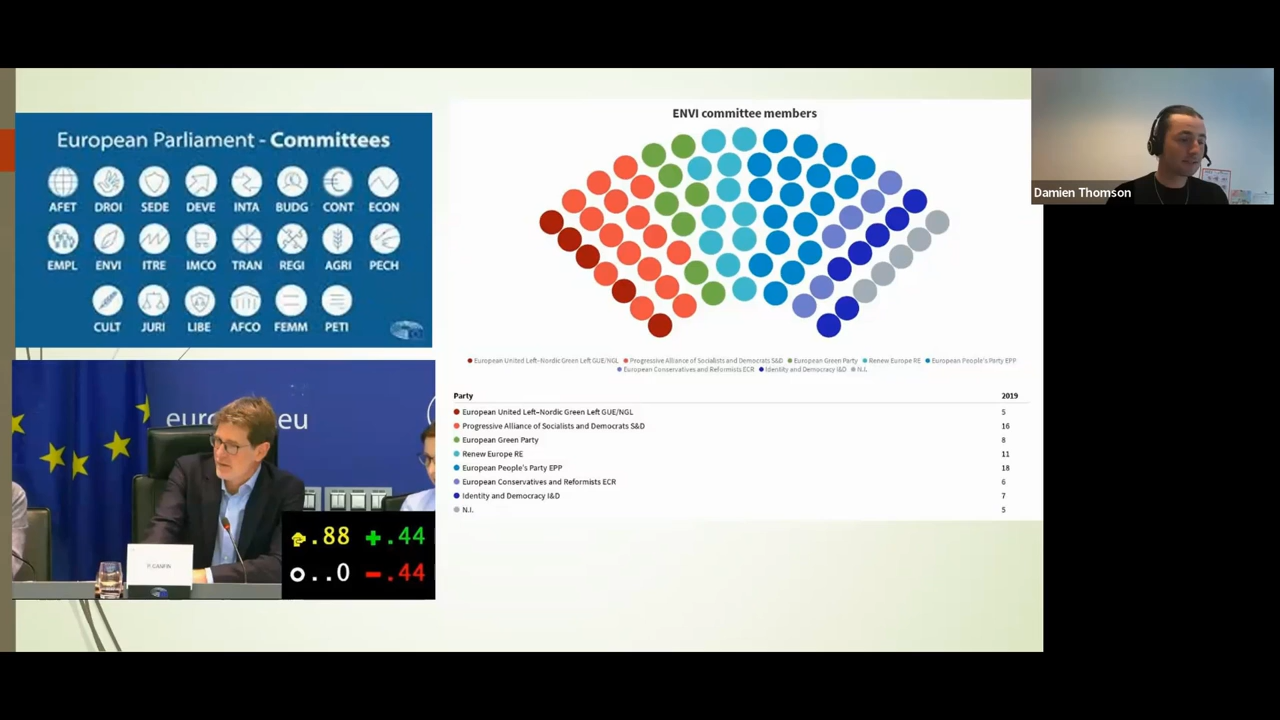 European Parliament - Committees
AFET DROI SEDE DEVE INTA BUDG CONT ECON
EMPL ENVI ITRE IMCO TRAN REGI AGRI PECH
CULT JURI LIBE AFCO FEMM PETI
eu
P. CANFIN
.88 +.44
..0 -.44
ENVI committee members
European United Left-Nordic Green Left GUE/NGL Progressive Alliance of Socialists and Democrats S&D European Green Party Renew Europe RE European People's Party EPP
European Conservatives and Reformists ECR Identity and Democracy I&D N.I.
Party 2019
European United Left–Nordic Green Left GUE/NGL 5
Progressive Alliance of Socialists and Democrats S&D 16
European Green Party 8
Renew Europe RE 11
European People's Party EPP 18
European Conservatives and Reformists ECR 6
Identity and Democracy I&D 7
N.I. 5
Damien Thomson